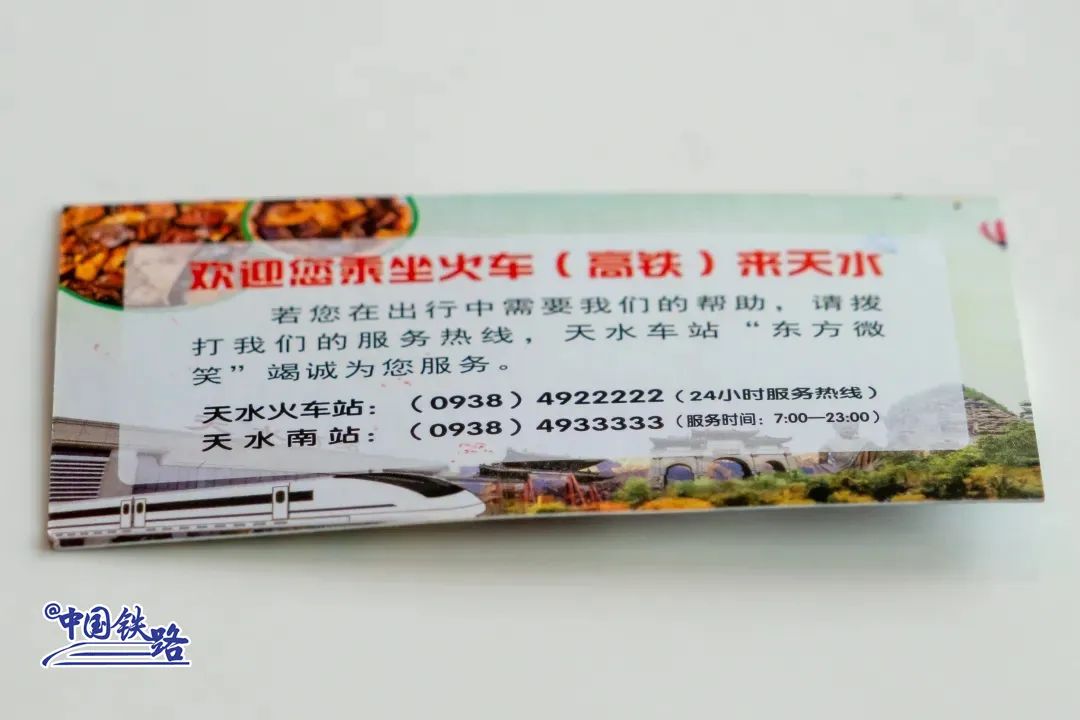 欢迎您乘坐火车（高铁）来天水
若您在出行中需要我们的帮助，请拨
打我们的服务热线，天水车站“东方微
笑”竭诚为您服务。
天水火车站：（0938）4922222（24小时服务热线）
天水南站：（0938）4933333（服务时间：7:00—23:00）
@中国铁路